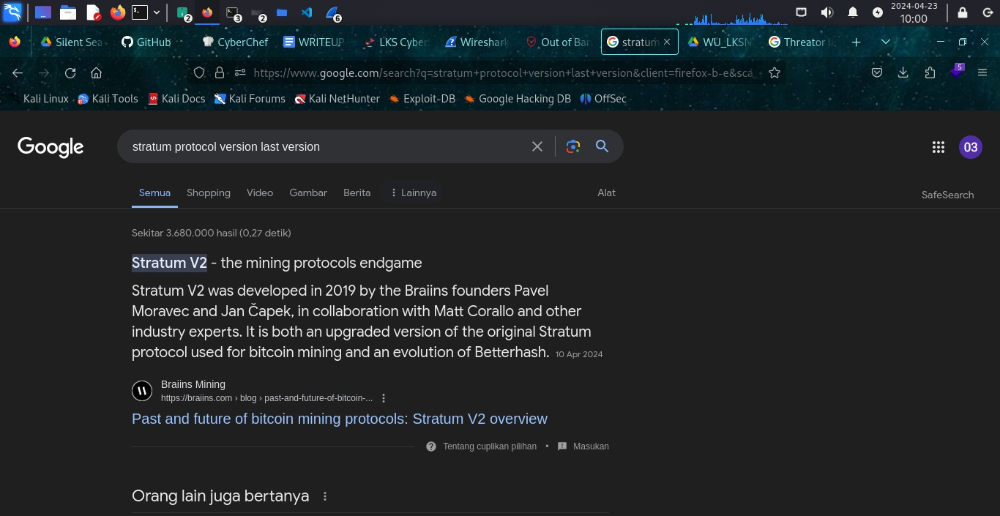 2
3
2
6
2024-04-23
10:00
Silent Sea
GitHub
CyberChef
WRITEUP
LKS Cyber
Wireshark
Out of Ban
stratum
WU_LKSN
Threator
https://www.google.com/search?q=stratum+protocol+version+last+version&client=firefox-b-e&sca_
5
Kali Linux
Kali Tools
Kali Docs
Kali Forums
Kali NetHunter
Exploit-DB
Google Hacking DB
OffSec
Google
stratum protocol version last version
03
Semua
Shopping
Video
Gambar
Berita
Lainnya
Alat
SafeSearch
Sekitar 3.680.000 hasil (0,27 detik)
Stratum V2 - the mining protocols endgame
Stratum V2 was developed in 2019 by the Braiins founders Pavel
Moravec and Jan Čapek, in collaboration with Matt Corallo and other
industry experts. It is both an upgraded version of the original Stratum
protocol used for bitcoin mining and an evolution of Betterhash. 10 Apr 2024
Braiins Mining
https://braiins.com › blog › past-and-future-of-bitcoin-...
Past and future of bitcoin mining protocols: Stratum V2 overview
Tentang cuplikan pilihan • Masukan
Orang lain juga bertanya